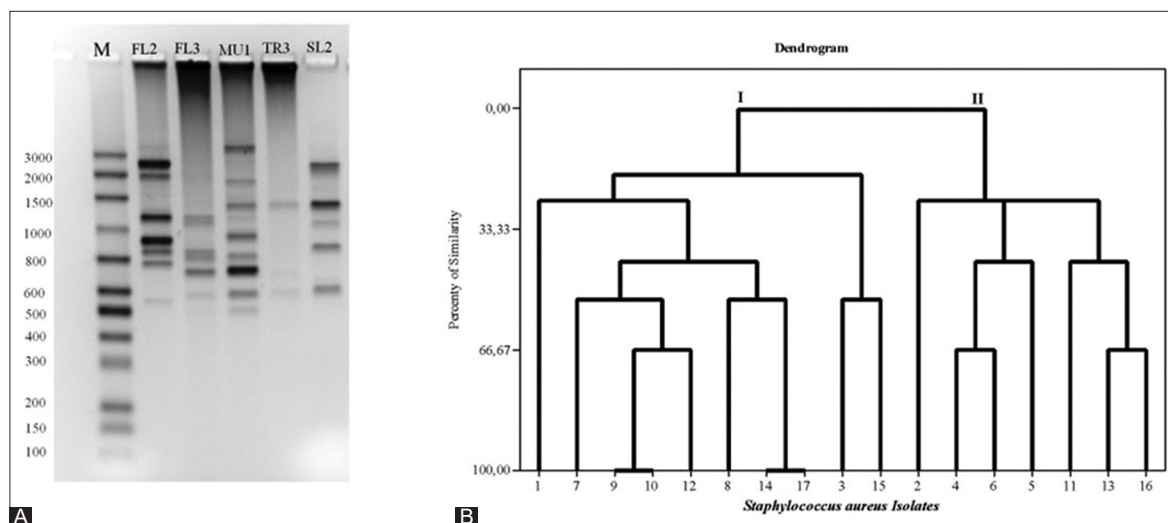 M FL2 FL3 MU1 TR3 SL2
3000
2000
1500
1000
800
600
500
400
300
200
150
100
A
Dendrogram
I II
0,00
33,33
66,67
100,00
Percenty of Similarity
1 7 9 10 12 8 14 17 3 15 2 4 6 5 11 13 16
Staphylococcus aureus Isolates
B